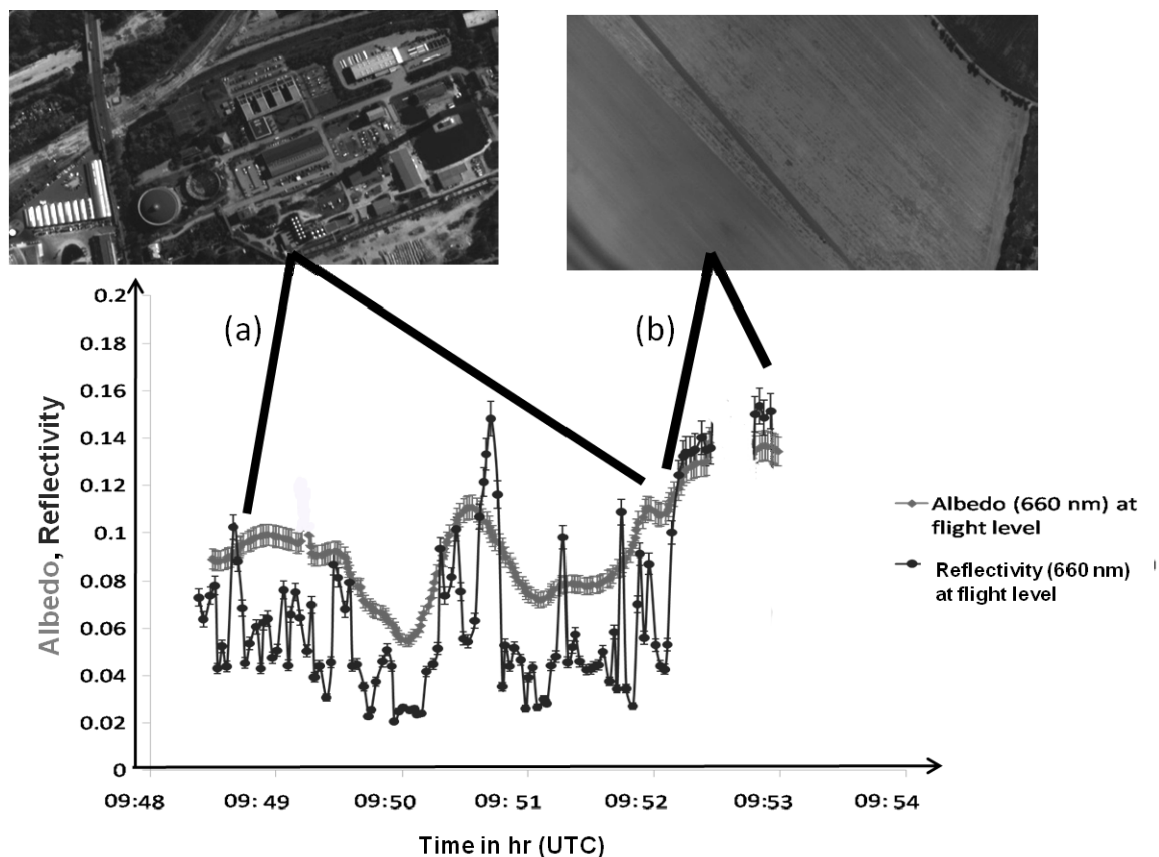 (a)
(b)
Albedo, Reflectivity
0.2
0.18
0.16
0.14
0.12
0.1
0.08
0.06
0.04
0.02
0
09:48
09: 49
09:50
09:51
09:52
09:53
09:54
Time in hr (UTC)
Albedo (660 nm) at
flight level
Reflectivity (660 nm)
at flight level